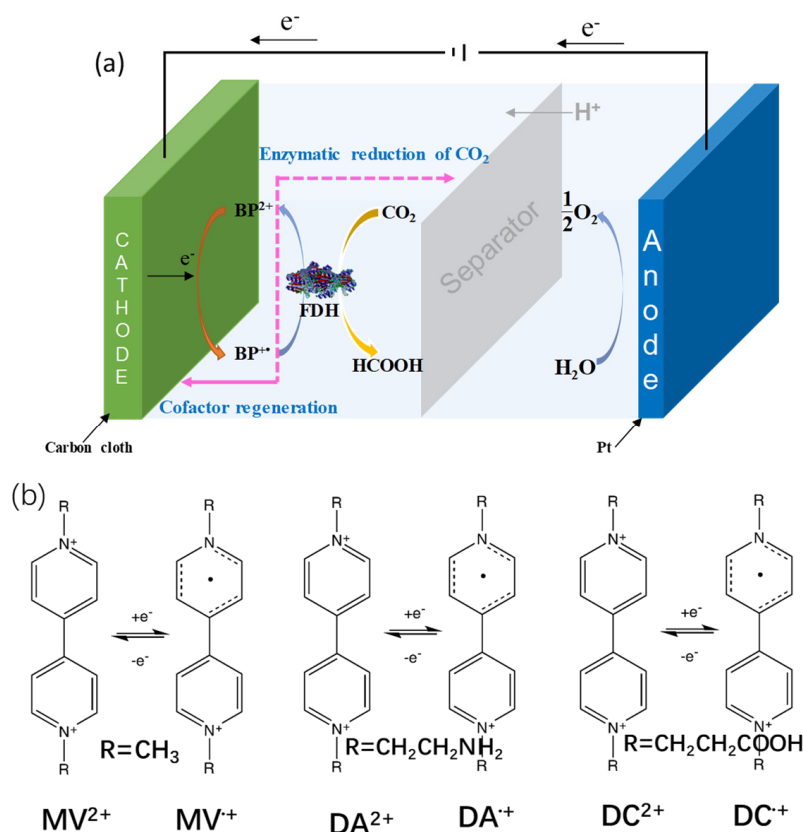 (a)
e⁻
e⁻
H⁺
Enzymatic reduction of CO₂
BP²⁺
CO₂
½O₂
CATHODE
e⁻
FDH
Separator
Anode
BP⁺•
HCOOH
H₂O
Cofactor regeneration
Carbon cloth
Pt
(b)
R R R R R R
N⁺ N⁺ N⁺ N⁺ N⁺ N⁺
+e⁻ +e⁻ +e⁻
-e⁻ -e⁻ -e⁻
N⁺ N⁺ N⁺ N⁺ N⁺ N⁺
R=CH₃ R=CH₂CH₂NH₂ R=CH₂CH₂COOH
R R R R R R
MV²⁺ MV·⁺ DA²⁺ DA·⁺ DC²⁺ DC·⁺